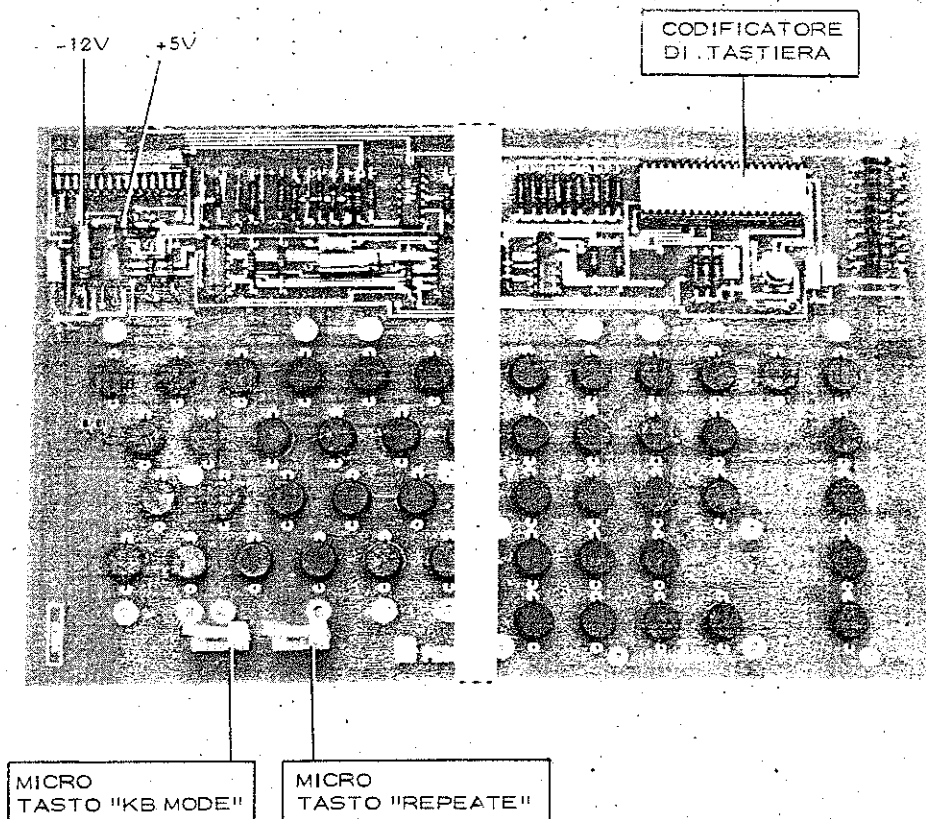 -12V
+5V
CODIFICATORE
DI TASTIERA
MICRO
TASTO "KB MODE"
MICRO
TASTO "REPEATE"